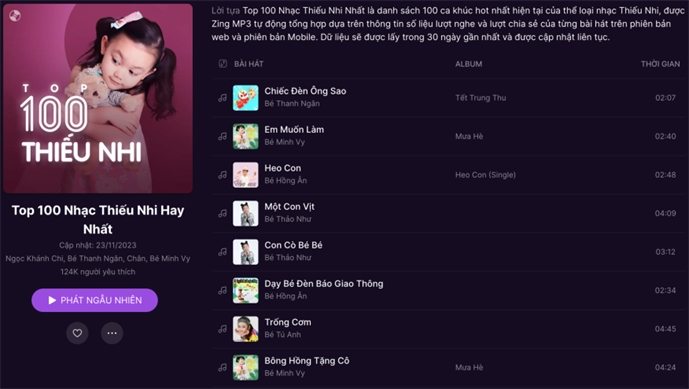 TOP
100
THIẾU NHI
Top 100 Nhạc Thiếu Nhi Hay
Nhất
Cập nhật: 23/11/2023
Ngọc Khánh Chi, Bé Thanh Ngân, Chấn, Bé Minh Vy
124K người yêu thích
PHÁT NGẪU NHIÊN
Lời tựa Top 100 Nhạc Thiếu Nhi Nhất là danh sách 100 ca khúc hot nhất hiện tại của thể loại nhạc Thiếu Nhi, được
Zing MP3 tự động tổng hợp dựa trên thông tin số liệu lượt nghe và lượt chia sẻ của từng bài hát trên phiên bản
web và phiên bản Mobile. Dữ liệu sẽ được lấy trong 30 ngày gần nhất và được cập nhật liên tục.
BÀI HÁT ALBUM THỜI GIAN
Chiếc Đèn Ông Sao
Bé Thanh Ngân Tết Trung Thu 02:07
Em Muốn Làm
Bé Minh Vy Mưa Hè 02:40
Heo Con
Bé Hồng Ân Heo Con (Single) 02:48
Một Con Vịt
Bé Thảo Như 04:09
Con Cò Bé Bé
Bé Thảo Như 03:12
Dạy Bé Đèn Báo Giao Thông
Bé Hồng Ân 02:34
Trống Cơm
Bé Tú Anh 04:45
Bông Hồng Tặng Cô
Bé Minh Vy Mưa Hè 04:24